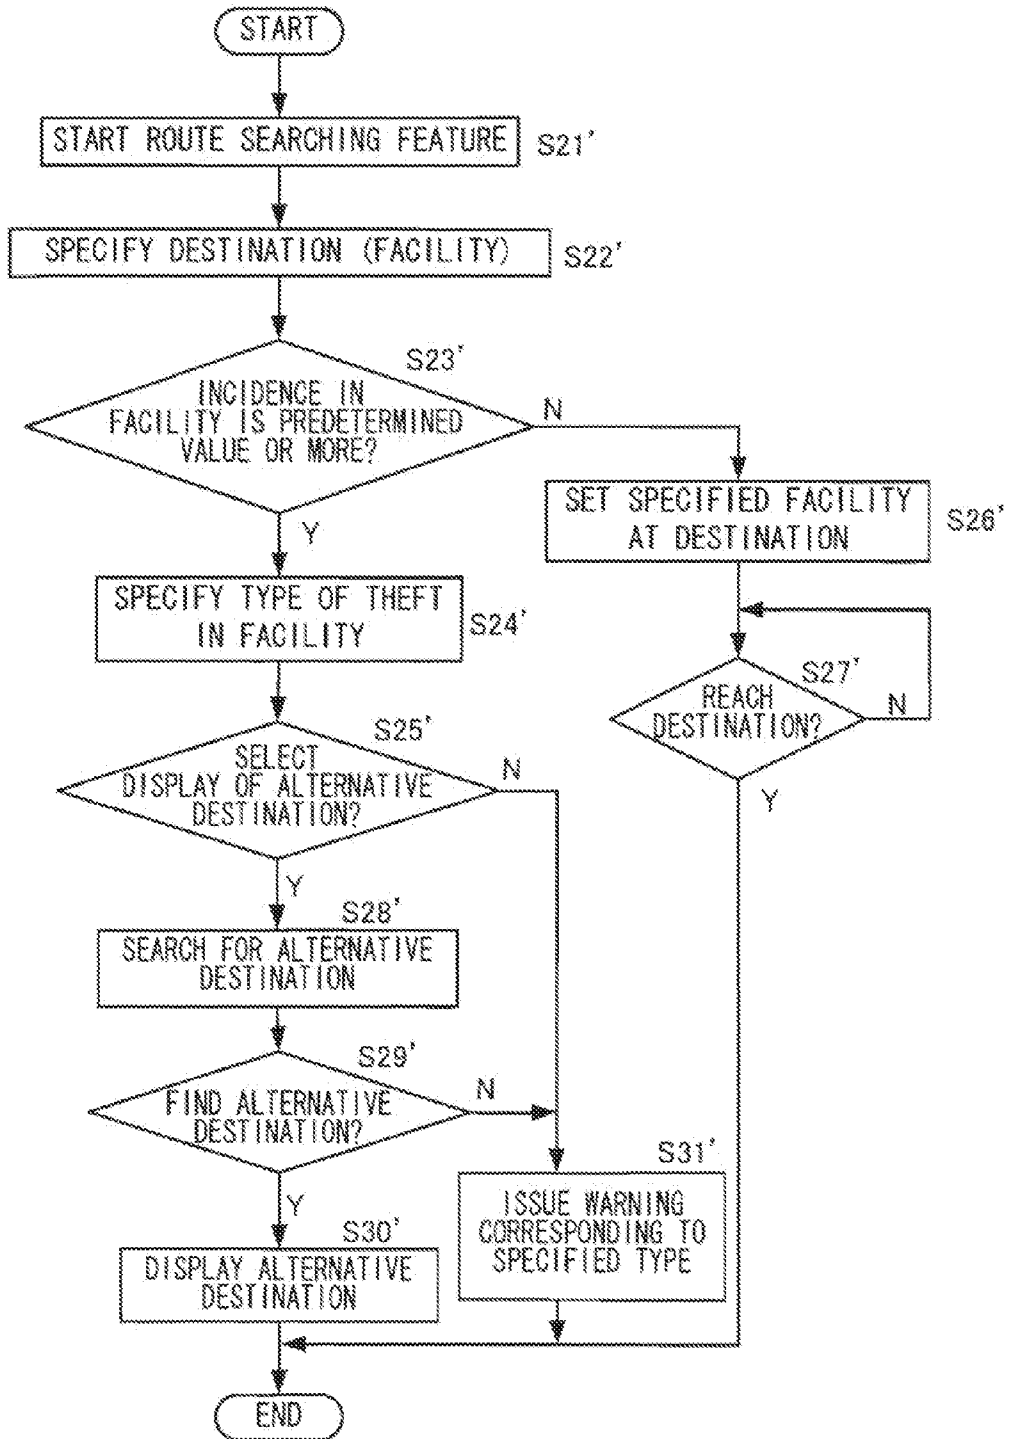 START
START ROUTE SEARCHING FEATURE
S21'
SPECIFY DESTINATION (FACILITY)
S22'
S23'
INCIDENCE IN
FACILITY IS PREDETERMINED
VALUE OR MORE?
N
Y
SET SPECIFIED FACILITY
AT DESTINATION
S26'
SPECIFY TYPE OF THEFT
IN FACILITY
S24'
S27'
REACH
DESTINATION?
N
Y
S25'
SELECT
DISPLAY OF ALTERNATIVE
DESTINATION?
N
Y
S28'
SEARCH FOR ALTERNATIVE
DESTINATION
S29'
FIND ALTERNATIVE
DESTINATION?
N
Y
S31'
ISSUE WARNING
CORRESPONDING TO
SPECIFIED TYPE
S30'
DISPLAY ALTERNATIVE
DESTINATION
END